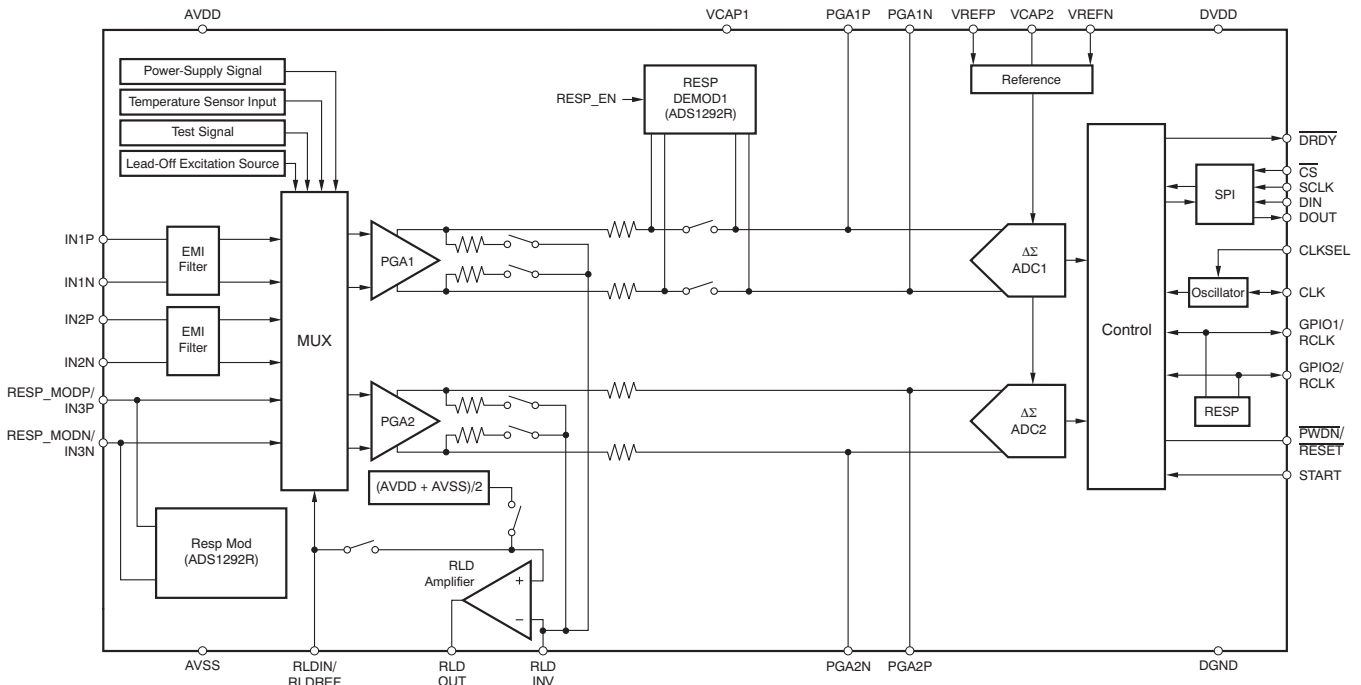 AVDD
VCAP1
PGA1P
PGA1N
VREFP
VCAP2
VREFN
DVDD
Power-Supply Signal
Temperature Sensor Input
Test Signal
Lead-Off Excitation Source
RESP_EN
RESP
DEMOD1
(ADS1292R)
Reference
DRDY
CS
SCLK
DIN
DOUT
SPI
CLKSEL
CLK
Oscillator
GPIO1/
RCLK
GPIO2/
RCLK
RESP
PWDN/
RESET
START
Control
IN1P
IN1N
IN2P
IN2N
RESP_MODP/
IN3P
RESP_MODN/
IN3N
EMI
Filter
EMI
Filter
MUX
PGA1
PGA2
ΔΣ
ADC1
ΔΣ
ADC2
(AVDD + AVSS)/2
Resp Mod
(ADS1292R)
RLD
Amplifier
+
−
AVSS
RLDIN/
RLDREF
RLD
OUT
RLD
INV
PGA2N
PGA2P
DGND